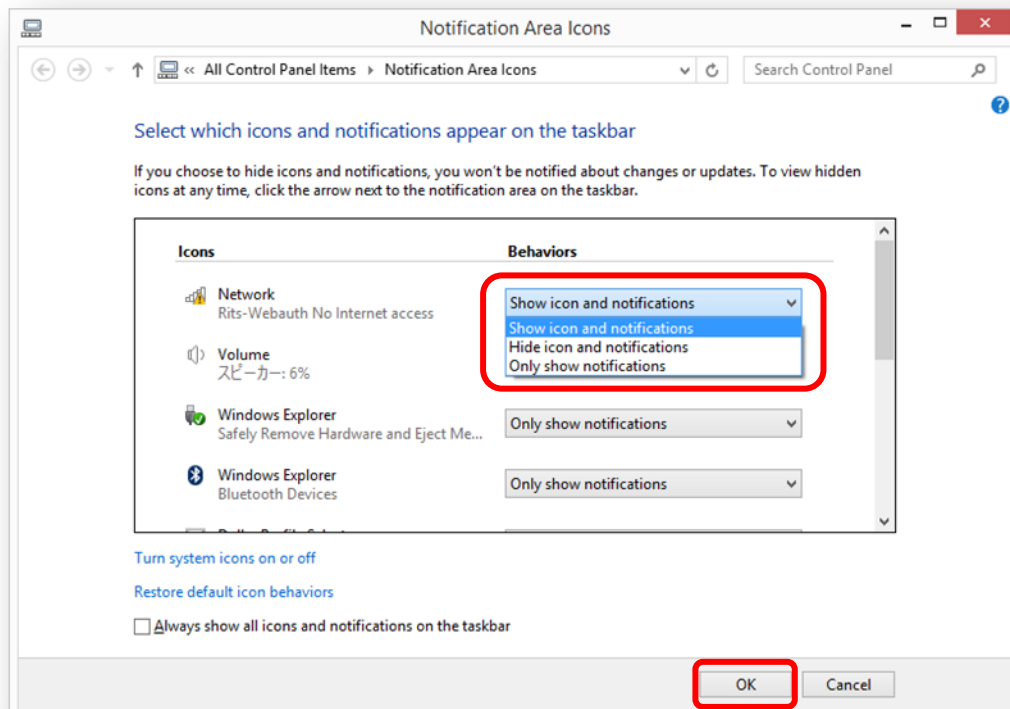 Notification Area Icons
« All Control Panel Items Notification Area Icons
Search Control Panel
Select which icons and notifications appear on the taskbar
If you choose to hide icons and notifications, you won't be notified about changes or updates. To view hidden
icons at any time, click the arrow next to the notification area on the taskbar.
Icons Behaviors
Network
Rits-Webauth No Internet access
Show icon and notifications
Show icon and notifications
Hide icon and notifications
Only show notifications
Volume
スピーカー: 6%
Windows Explorer
Safely Remove Hardware and Eject Me...
Only show notifications
Windows Explorer
Bluetooth Devices
Only show notifications
Turn system icons on or off
Restore default icon behaviors
Always show all icons and notifications on the taskbar
OK Cancel